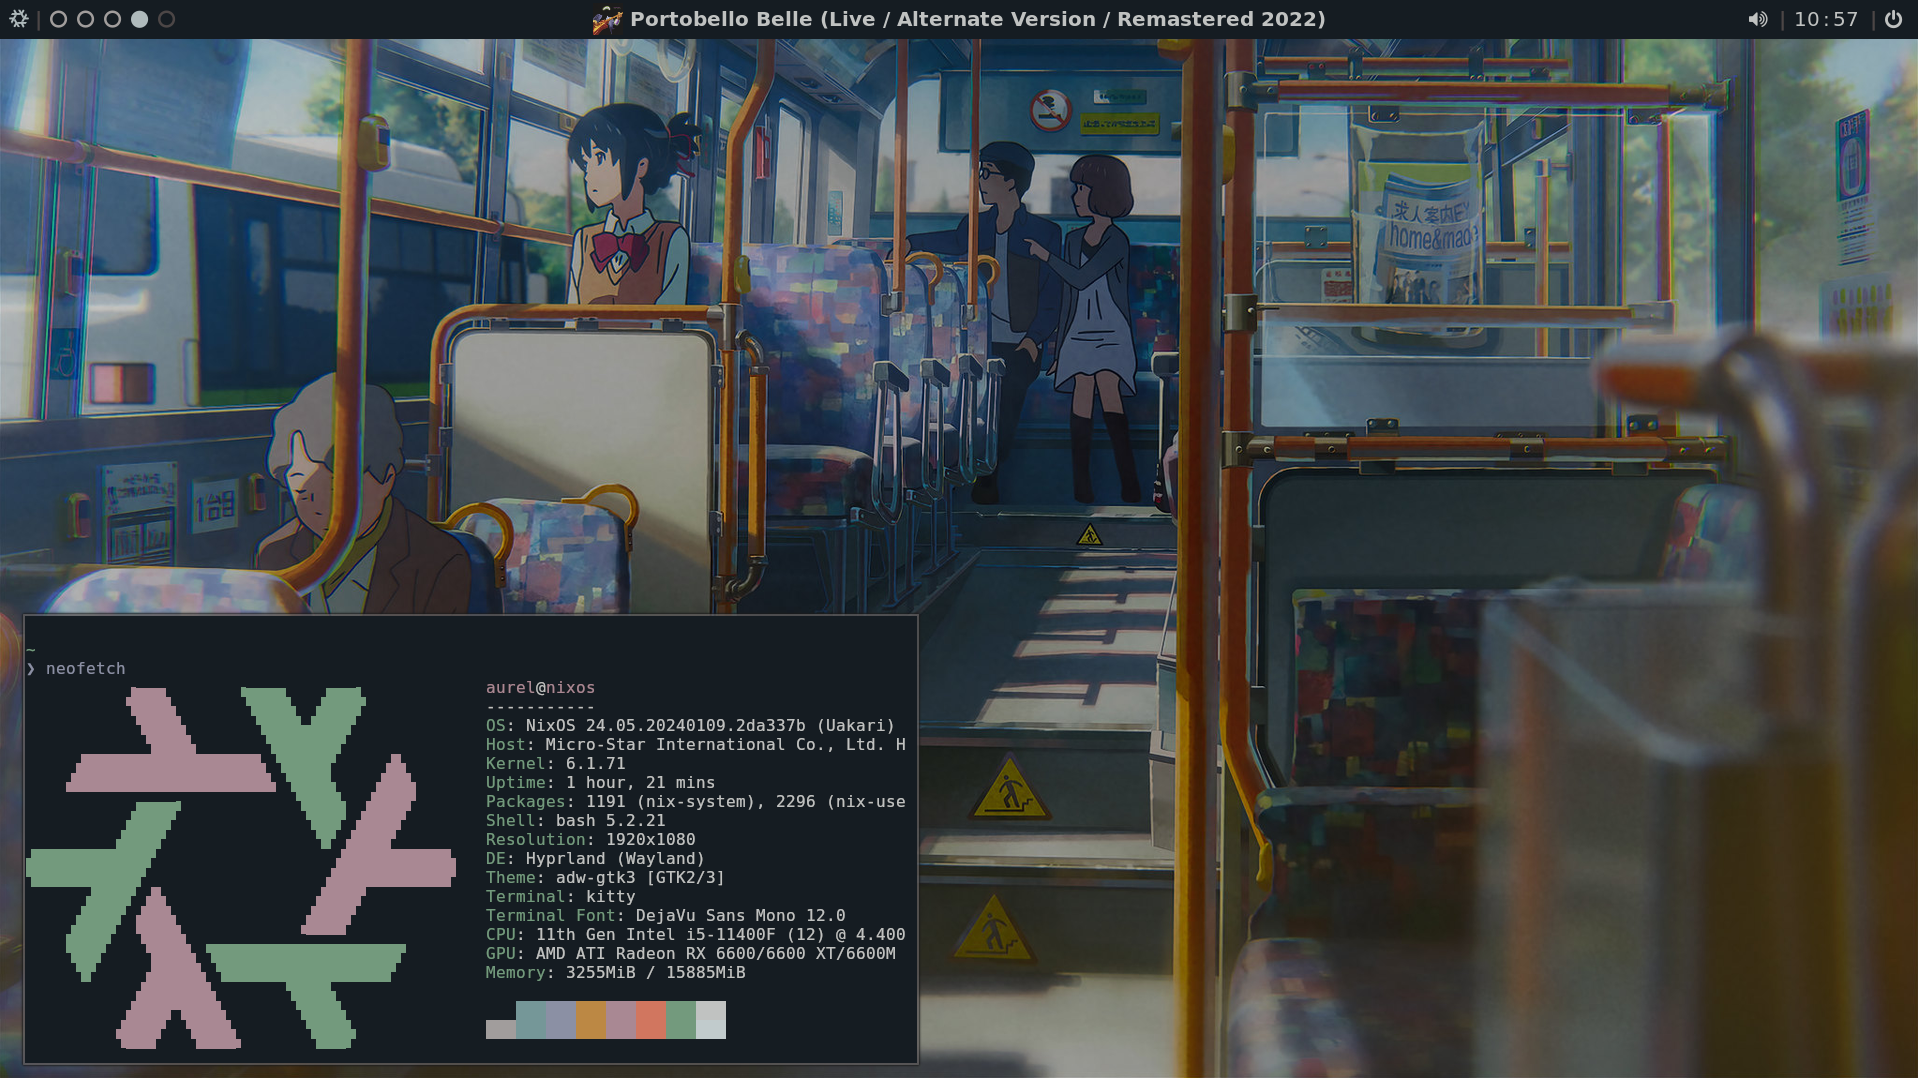 Portobello Belle (Live / Alternate Version / Remastered 2022)
10:57
求人案内EX
home&made
~
❯ neofetch
aurel@nixos
-----------
OS: NixOS 24.05.20240109.2da337b (Uakari)
Host: Micro-Star International Co., Ltd. H
Kernel: 6.1.71
Uptime: 1 hour, 21 mins
Packages: 1191 (nix-system), 2296 (nix-use
Shell: bash 5.2.21
Resolution: 1920x1080
DE: Hyprland (Wayland)
Theme: adw-gtk3 [GTK2/3]
Terminal: kitty
Terminal Font: DejaVu Sans Mono 12.0
CPU: 11th Gen Intel i5-11400F (12) @ 4.400
GPU: AMD ATI Radeon RX 6600/6600 XT/6600M
Memory: 3255MiB / 15885MiB